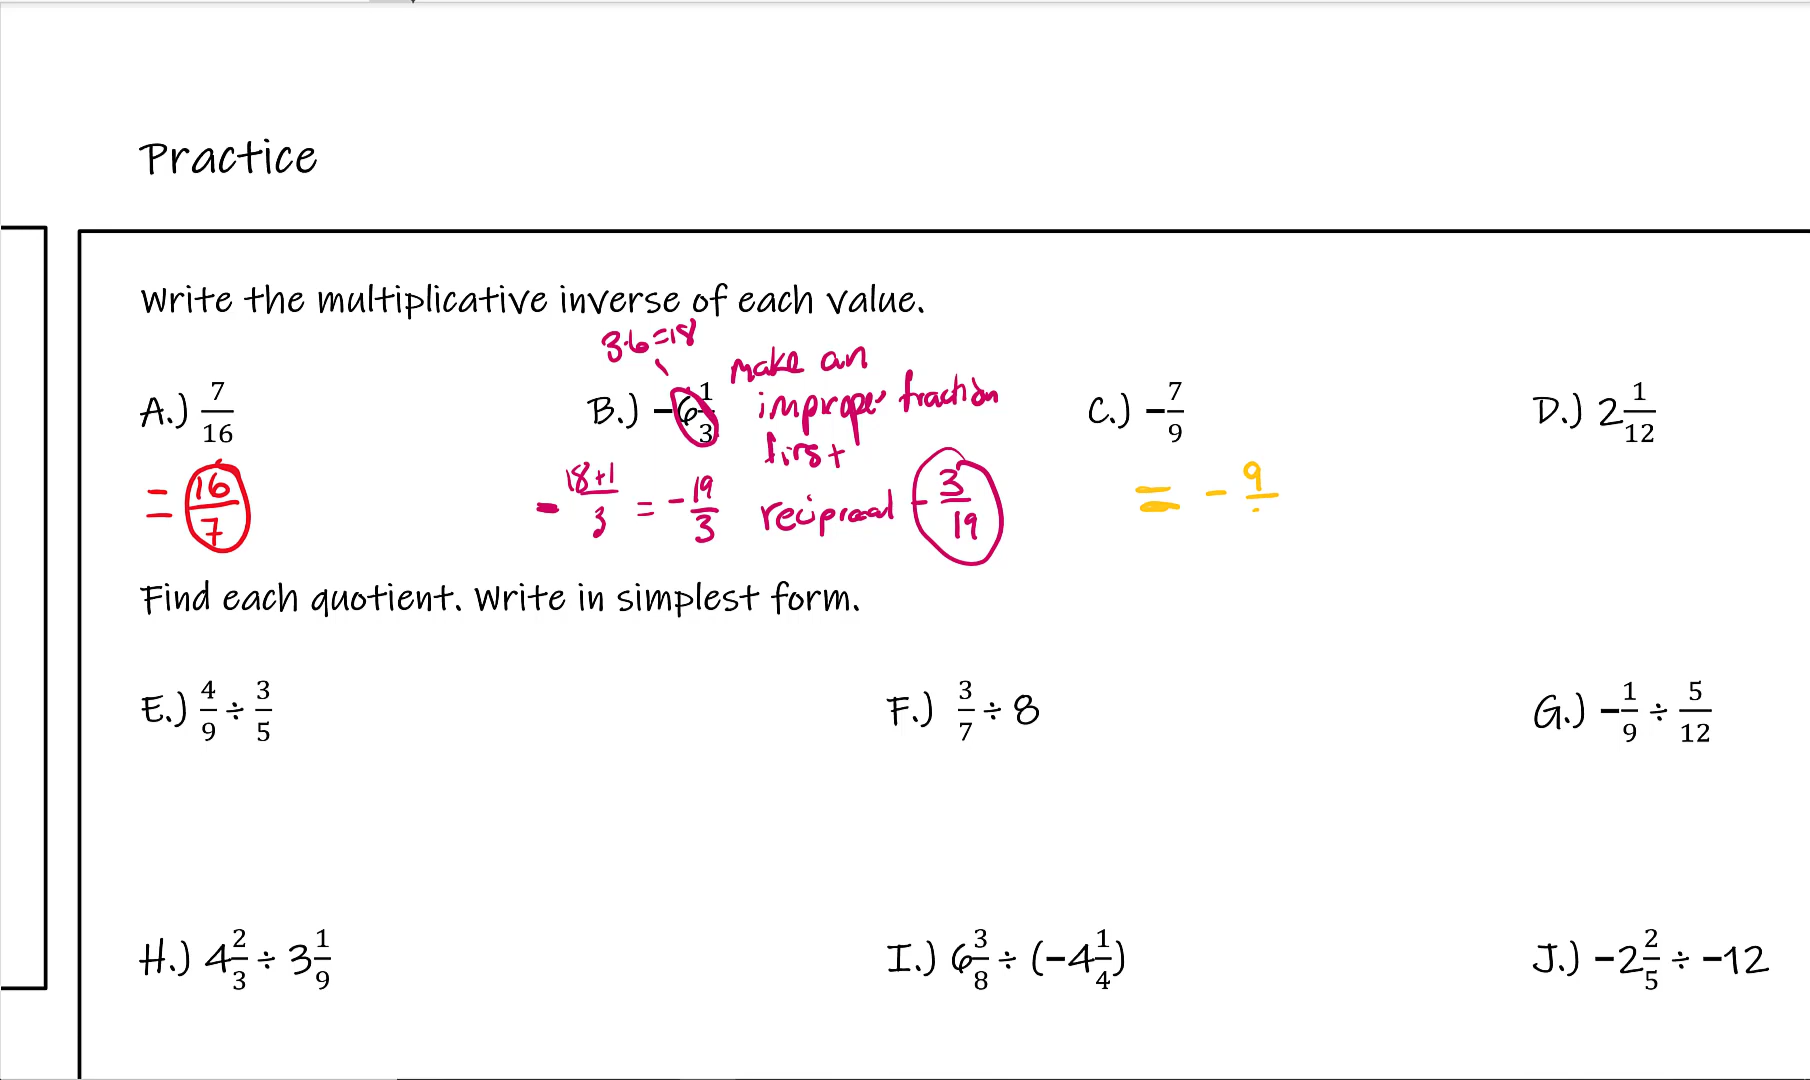 Practice
Write the multiplicative inverse of each value.
3·6=18
make an
improper fraction
first
A.) 7/16
B.) -6 1/3
C.) -7/9
D.) 2 1/12
= 16/7
- 18+1/3 = - 19/3 reciprocal - 3/19
= - 9
Find each quotient. Write in simplest form.
E.) 4/9 ÷ 3/5
F.) 3/7 ÷ 8
G.) -1/9 ÷ 5/12
H.) 4 2/3 ÷ 3 1/9
I.) 6 3/8 ÷ (-4 1/4)
J.) -2 2/5 ÷ -12